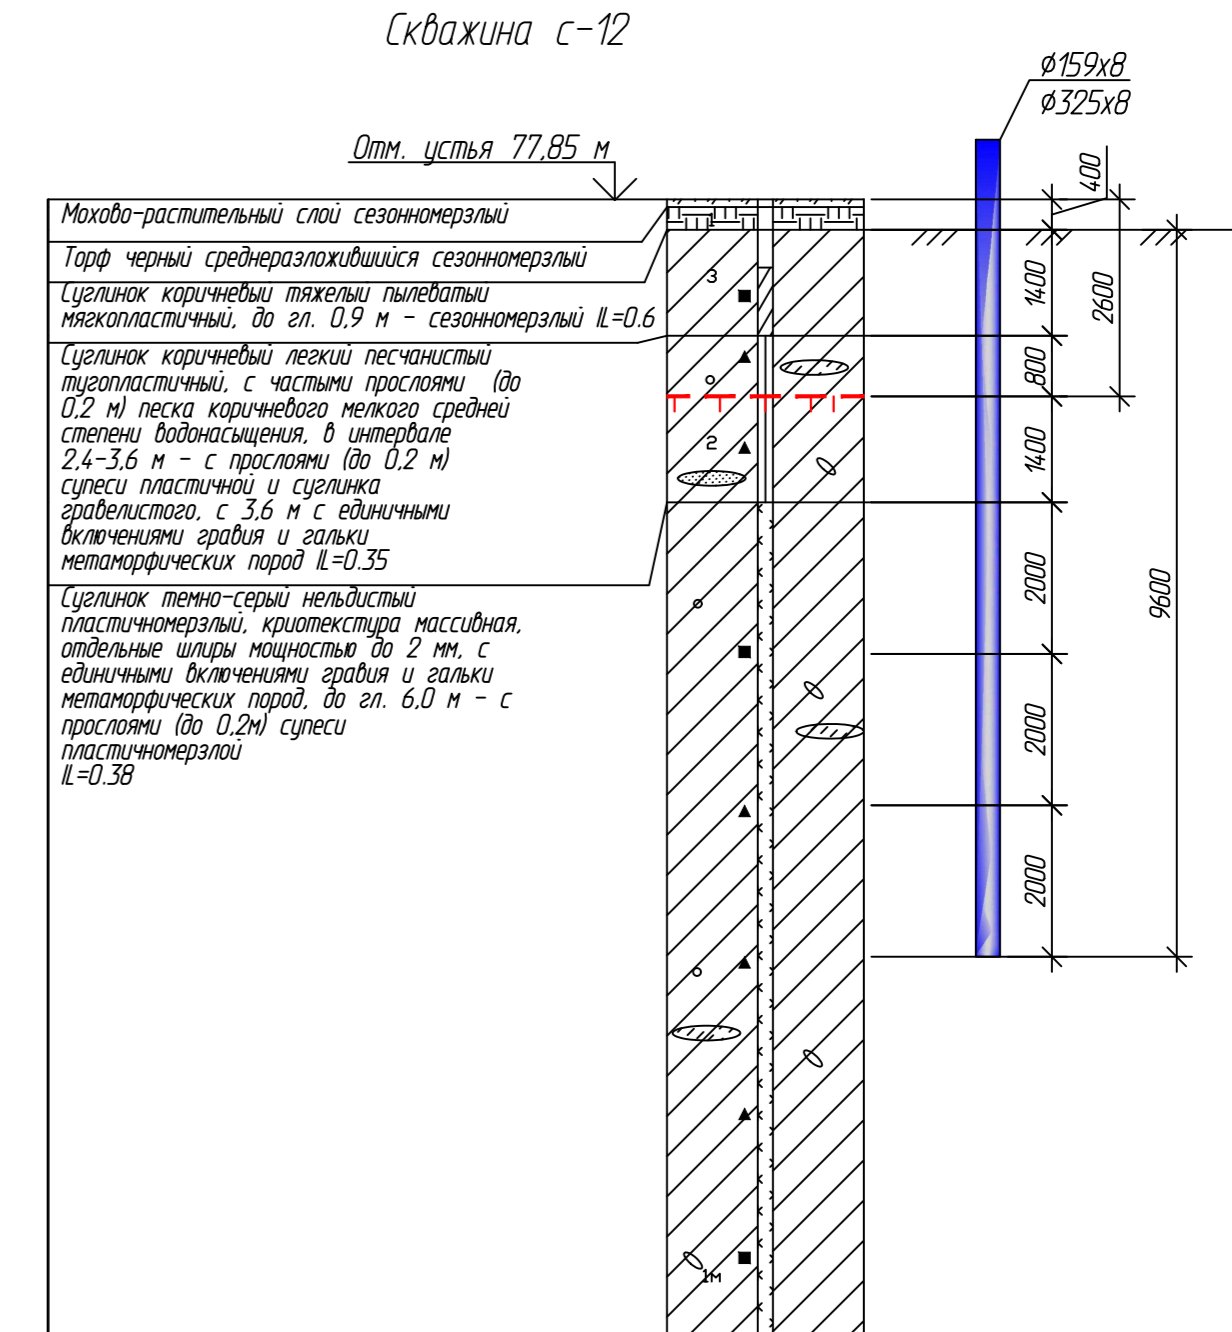 Скважина с-12
ϕ159х8
ϕ325х8
Отм. устья 77,85 м
Мохово-растительный слой сезонномерзлый
Торф черный среднеразложившийся сезонномерзлый
Суглинок коричневый тяжелый пылеватый
мягкопластичный, до гл. 0,9 м - сезонномерзлый IL=0.6
Суглинок коричневый легкий песчанистый
тугопластичный, с частыми прослоями (до
0,2 м) песка коричневого мелкого средней
степени водонасыщения, в интервале
2,4-3,6 м - с прослоями (до 0,2 м)
супеси пластичной и суглинка
гравелистого, с 3,6 м с единичными
включениями гравия и гальки
метаморфических пород IL=0.35
Суглинок темно-серый нельдистый
пластичномерзлый, криотекстура массивная,
отдельные шлиры мощностью до 2 мм, с
единичными включениями гравия и гальки
метаморфических пород, до гл. 6,0 м - с
прослоями (до 0,2м) супеси
пластичномерзлой
IL=0.38
1
3
2
1м
400
1400
2600
800
1400
2000
9600
2000
2000